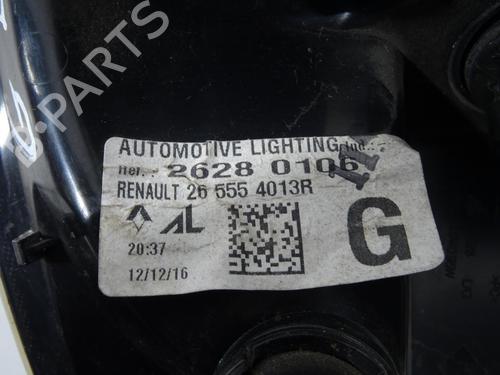 AUTOMOTIVE LIGHTING
2628 0106
RENAULT 26 555 4013R
AL
20:37
12/12/16
G
B-PARTS